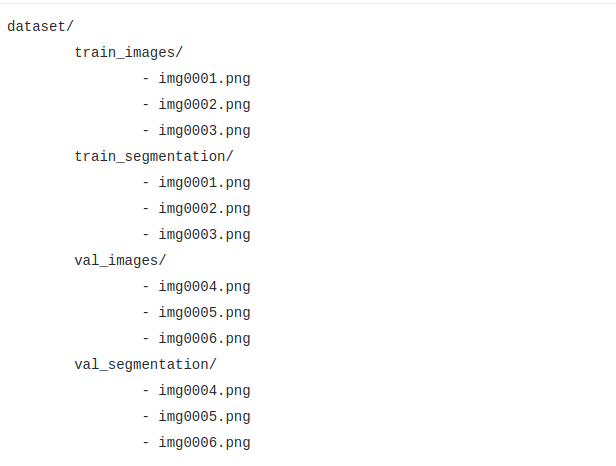 dataset/
train_images/
- img0001.png
- img0002.png
- img0003.png
train_segmentation/
- img0001.png
- img0002.png
- img0003.png
val_images/
- img0004.png
- img0005.png
- img0006.png
val_segmentation/
- img0004.png
- img0005.png
- img0006.png